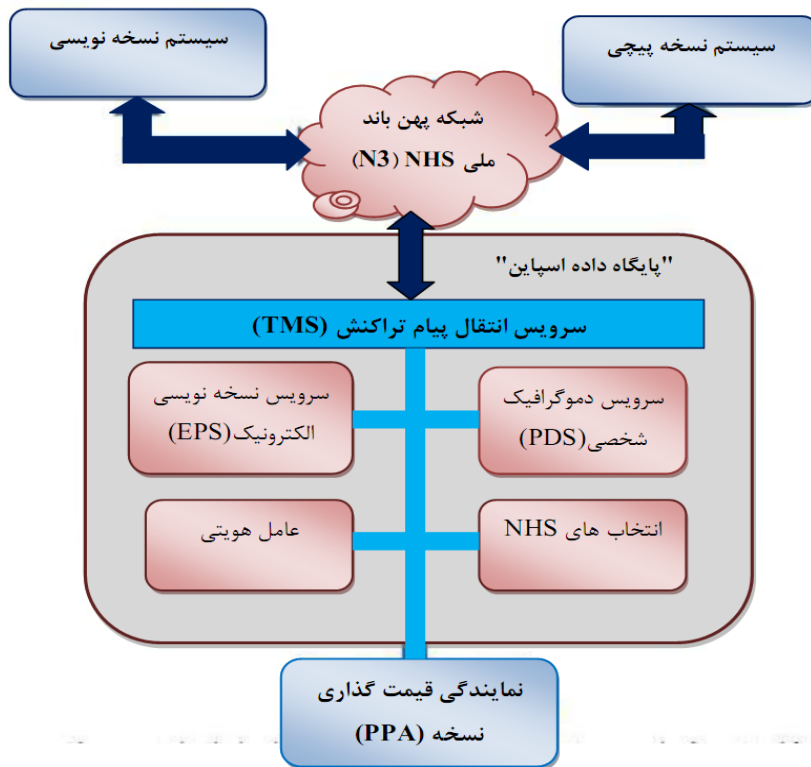 سیستم نسخه پیچی
سیستم نسخه نویسی
شبکه پهن باند
ملی NHS (N3)
"پایگاه داده اسپاین"
سرویس انتقال پیام تراکنش (TMS)
سرویس دموگرافیک
شخصی(PDS)
سرویس نسخه نویسی
الکترونیک(EPS)
انتخاب های NHS
عامل هویتی
نمایندگی قیمت گذاری
نسخه (PPA)